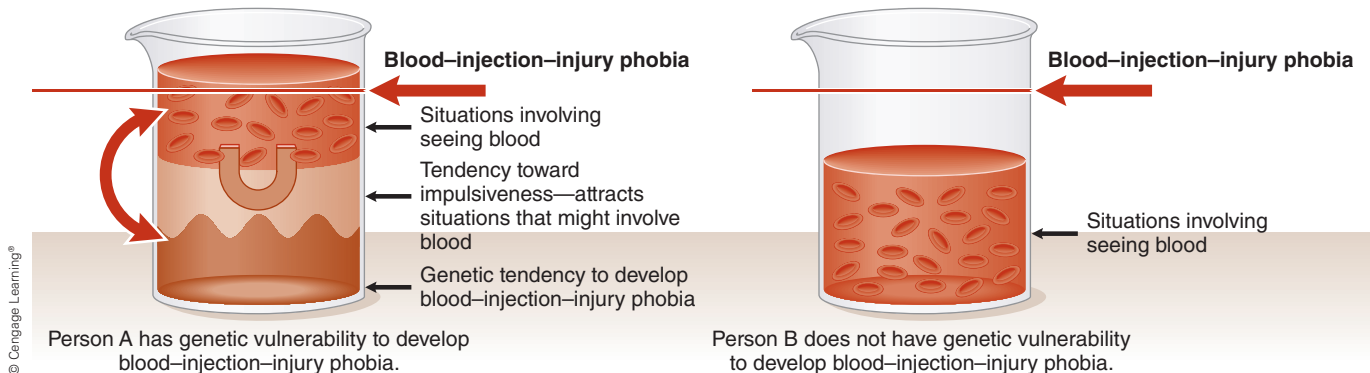 Blood–injection–injury phobia
Situations involving
seeing blood
Tendency toward
impulsiveness—attracts
situations that might involve
blood
Genetic tendency to develop
blood–injection–injury phobia
Person A has genetic vulnerability to develop
blood–injection–injury phobia.
Blood–injection–injury phobia
Situations involving
seeing blood
Person B does not have genetic vulnerability
to develop blood–injection–injury phobia.
© Cengage Learning®